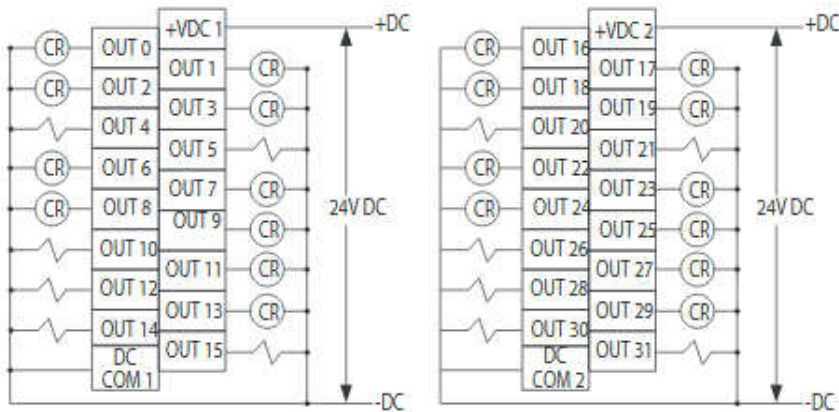 +VDC 1 +DC
CR OUT 0
OUT 1 CR
CR OUT 2
OUT 3 CR
OUT 4
OUT 5
CR OUT 6
OUT 7 CR
CR OUT 8
OUT 9 CR
OUT 10
OUT 11 CR
OUT 12
OUT 13 CR
OUT 14
OUT 15
DC
COM 1
24V DC
-DC
+VDC 2 +DC
CR OUT 16
OUT 17 CR
CR OUT 18
OUT 19 CR
OUT 20
OUT 21
CR OUT 22
OUT 23 CR
CR OUT 24
OUT 25 CR
OUT 26
OUT 27 CR
OUT 28
OUT 29 CR
OUT 30
OUT 31
DC
COM 2
24V DC
-DC